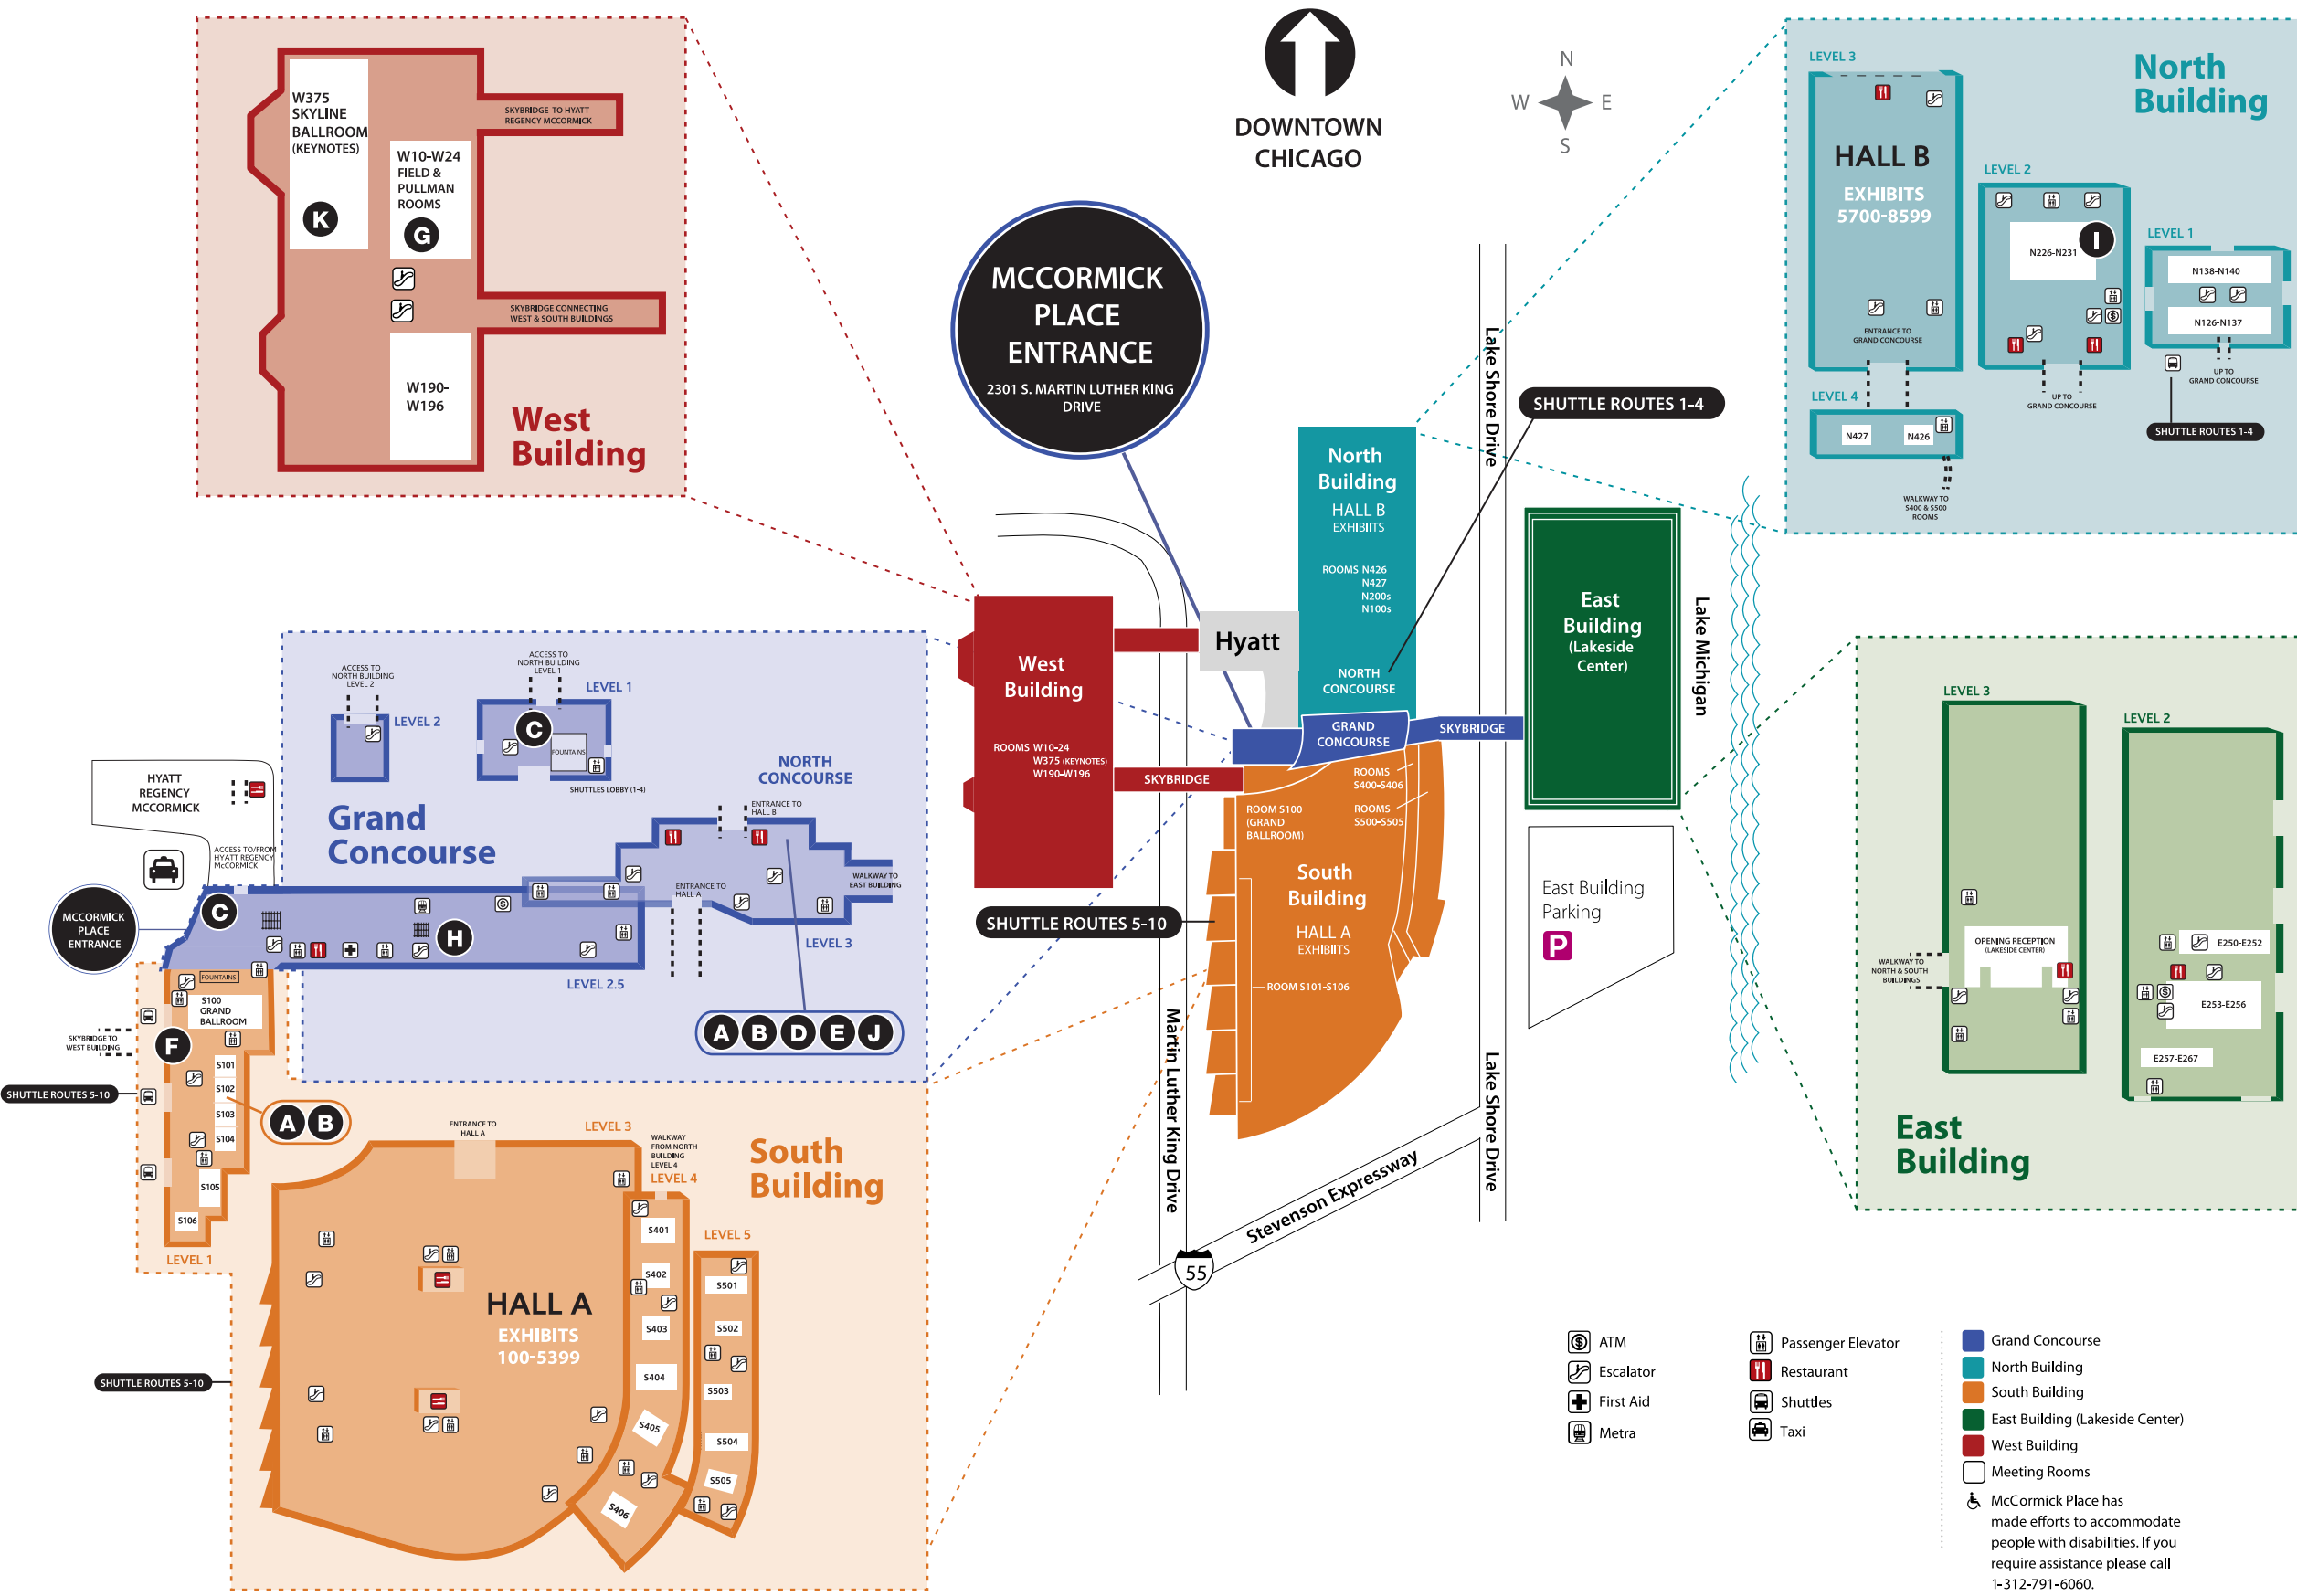 W375
SKYLINE
BALLROOM
(KEYNOTES)
K
W10-W24
FIELD &
PULLMAN
ROOMS
G
SKYBRIDGE TO HYATT
REGENCY MCCORMICK
SKYBRIDGE CONNECTING
WEST & SOUTH BUILDINGS
W190-
W196
West
Building
DOWNTOWN
CHICAGO
N
W
E
S
MCCORMICK
PLACE
ENTRANCE
2301 S. MARTIN LUTHER KING
DRIVE
North
Building
LEVEL 3
HALL B
EXHIBITS
5700-8599
ENTRANCE TO
GRAND CONCOURSE
LEVEL 2
N226-N231
I
UP TO
GRAND CONCOURSE
LEVEL 1
N138-N140
N126-N137
UP TO
GRAND CONCOURSE
SHUTTLE ROUTES 1-4
LEVEL 4
N427
N426
WALKWAY TO
S400 & S500
ROOMS
Lake Shore Drive
SHUTTLE ROUTES 1-4
North
Building
HALL B
EXHIBIITS
ROOMS N426
N427
N200s
N100s
NORTH
CONCOURSE
Hyatt
West
Building
ROOMS W10-24
W375 (KEYNOTES)
W190-W196
East
Building
(Lakeside
Center)
Lake Michigan
GRAND
CONCOURSE
SKYBRIDGE
SKYBRIDGE
ROOMS
S400-S406
ROOMS
S500-S505
ROOM S100
(GRAND
BALLROOM)
South
Building
HALL A
EXHIBIITS
ROOM S101-S106
SHUTTLE ROUTES 5-10
East Building
Parking
P
Martin Luther King Drive
Lake Shore Drive
Stevenson Expressway
55
ACCESS TO
NORTH BUILDING
LEVEL 2
LEVEL 2
ACCESS TO
NORTH BUILDING
LEVEL 1
LEVEL 1
C
FOUNTAINS
SHUTTLES LOBBY (1-4)
Grand
Concourse
NORTH
CONCOURSE
ENTRANCE TO
HALL B
ENTRANCE TO
HALL A
WALKWAY TO
EAST BUILDING
LEVEL 3
LEVEL 2.5
HYATT
REGENCY
MCCORMICK
ACCESS TO/FROM
HYATT REGENCY
McCORMICK
MCCORMICK
PLACE
ENTRANCE
C
H
A
B
D
E
J
FOUNTAINS
S100
GRAND
BALLROOM
F
SKYBRIDGE TO
WEST BUILDING
S101
S102
S103
S104
S105
S106
SHUTTLE ROUTES 5-10
A
B
LEVEL 1
ENTRANCE TO
HALL A
LEVEL 3
WALKWAY
FROM NORTH
BUILDING
LEVEL 4
LEVEL 4
South
Building
HALL A
EXHIBITS
100-5399
SHUTTLE ROUTES 5-10
S401
S402
S403
S404
S405
S406
LEVEL 5
S501
S502
S503
S504
S505
LEVEL 3
OPENING RECEPTION
(LAKESIDE CENTER)
WALKWAY TO
NORTH & SOUTH
BUILDINGS
LEVEL 2
E250-E252
E253-E256
E257-E267
East
Building
ATM
Escalator
First Aid
Metra
Passenger Elevator
Restaurant
Shuttles
Taxi
Grand Concourse
North Building
South Building
East Building (Lakeside Center)
West Building
Meeting Rooms
McCormick Place has
made efforts to accommodate
people with disabilities. If you
require assistance please call
1-312-791-6060.